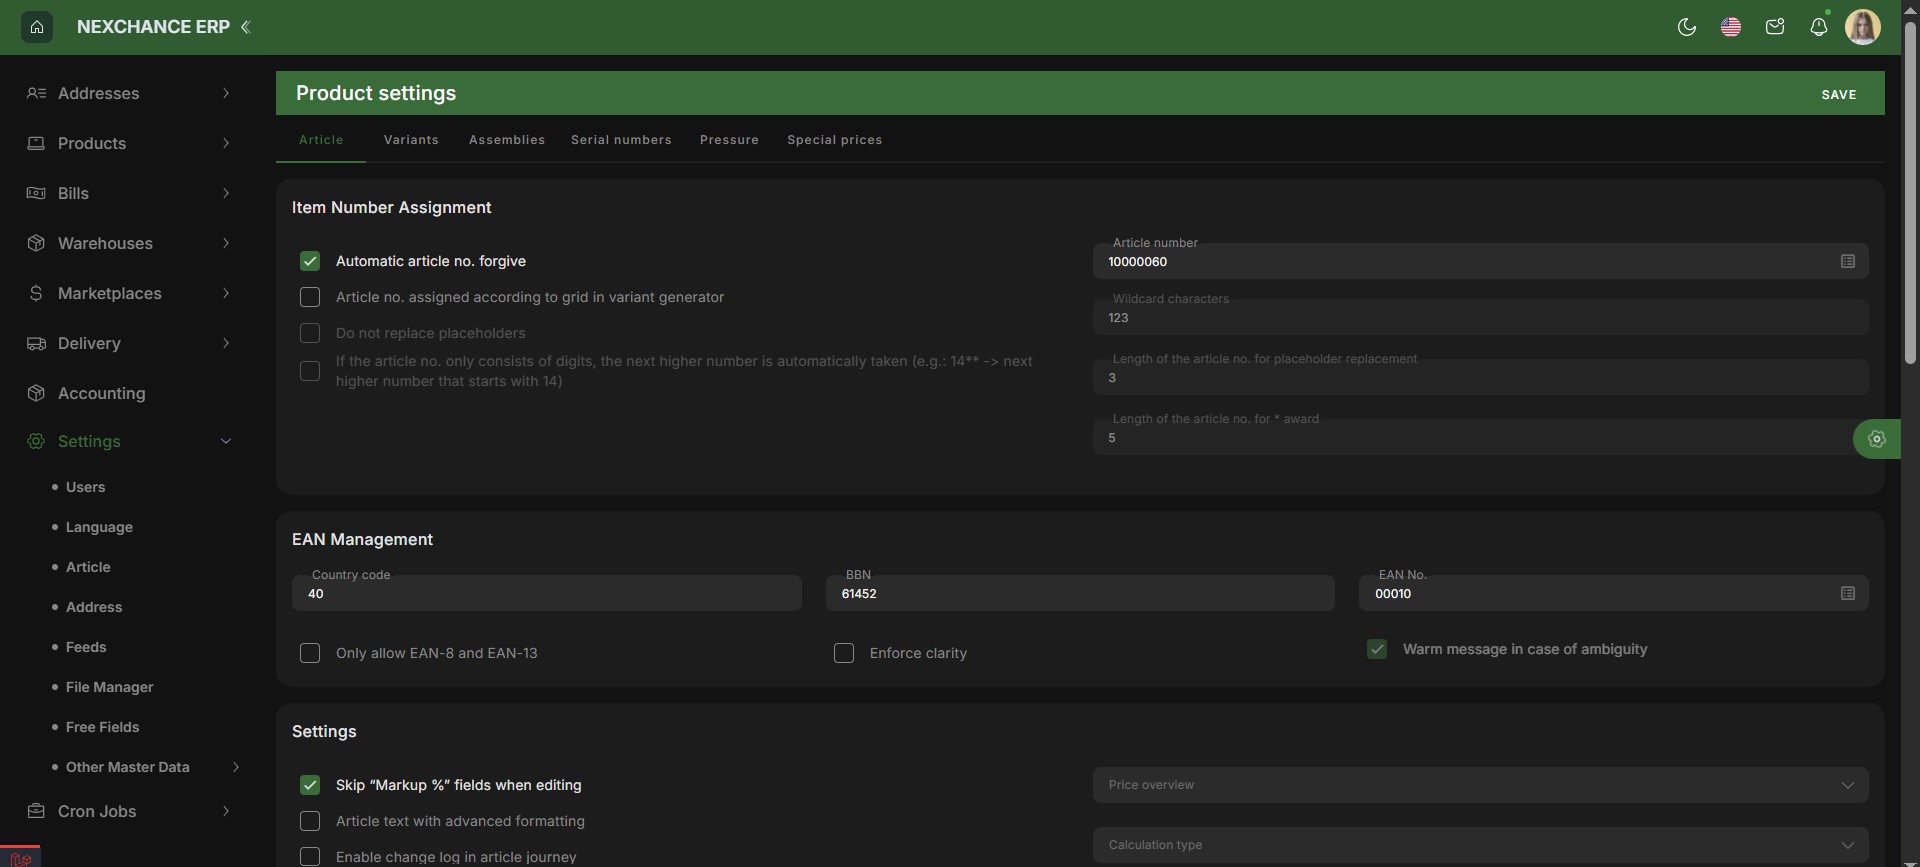 NEXCHANCE ERP
Addresses
Products
Bills
Warehouses
Marketplaces
Delivery
Accounting
Settings
Users
Language
Article
Address
Feeds
File Manager
Free Fields
Other Master Data
Cron Jobs
Product settings
SAVE
Article Variants Assemblies Serial numbers Pressure Special prices
Item Number Assignment
Automatic article no. forgive
Article no. assigned according to grid in variant generator
Do not replace placeholders
If the article no. only consists of digits, the next higher number is automatically taken (e.g.: 14** -> next
higher number that starts with 14)
Article number
10000060
Wildcard characters
123
Length of the article no. for placeholder replacement
3
Length of the article no. for * award
5
EAN Management
Country code
40
BBN
61452
EAN No.
00010
Only allow EAN-8 and EAN-13
Enforce clarity
Warm message in case of ambiguity
Settings
Skip “Markup %” fields when editing
Article text with advanced formatting
Enable change log in article journey
Price overview
Calculation type